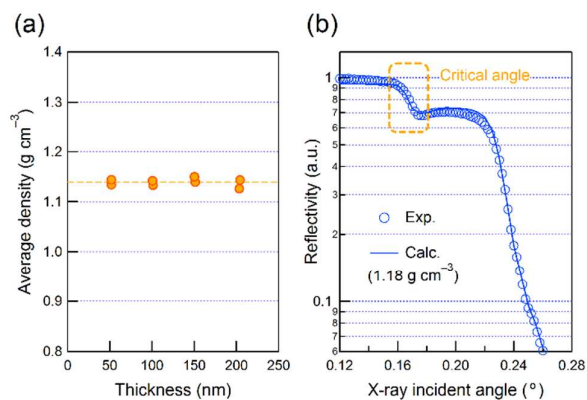 (a)
1.4
1.3
1.2
1.1
1.0
0.9
0.8
Average density (g cm⁻³)
0 50 100 150 200 250
Thickness (nm)
(b)
Critical angle
1
9
8
7
6
5
4
3
2
0.1
9
8
7
6
Reflectivity (a.u.)
Exp.
Calc.
(1.18 g cm⁻³)
0.12 0.16 0.20 0.24 0.28
X-ray incident angle (°)